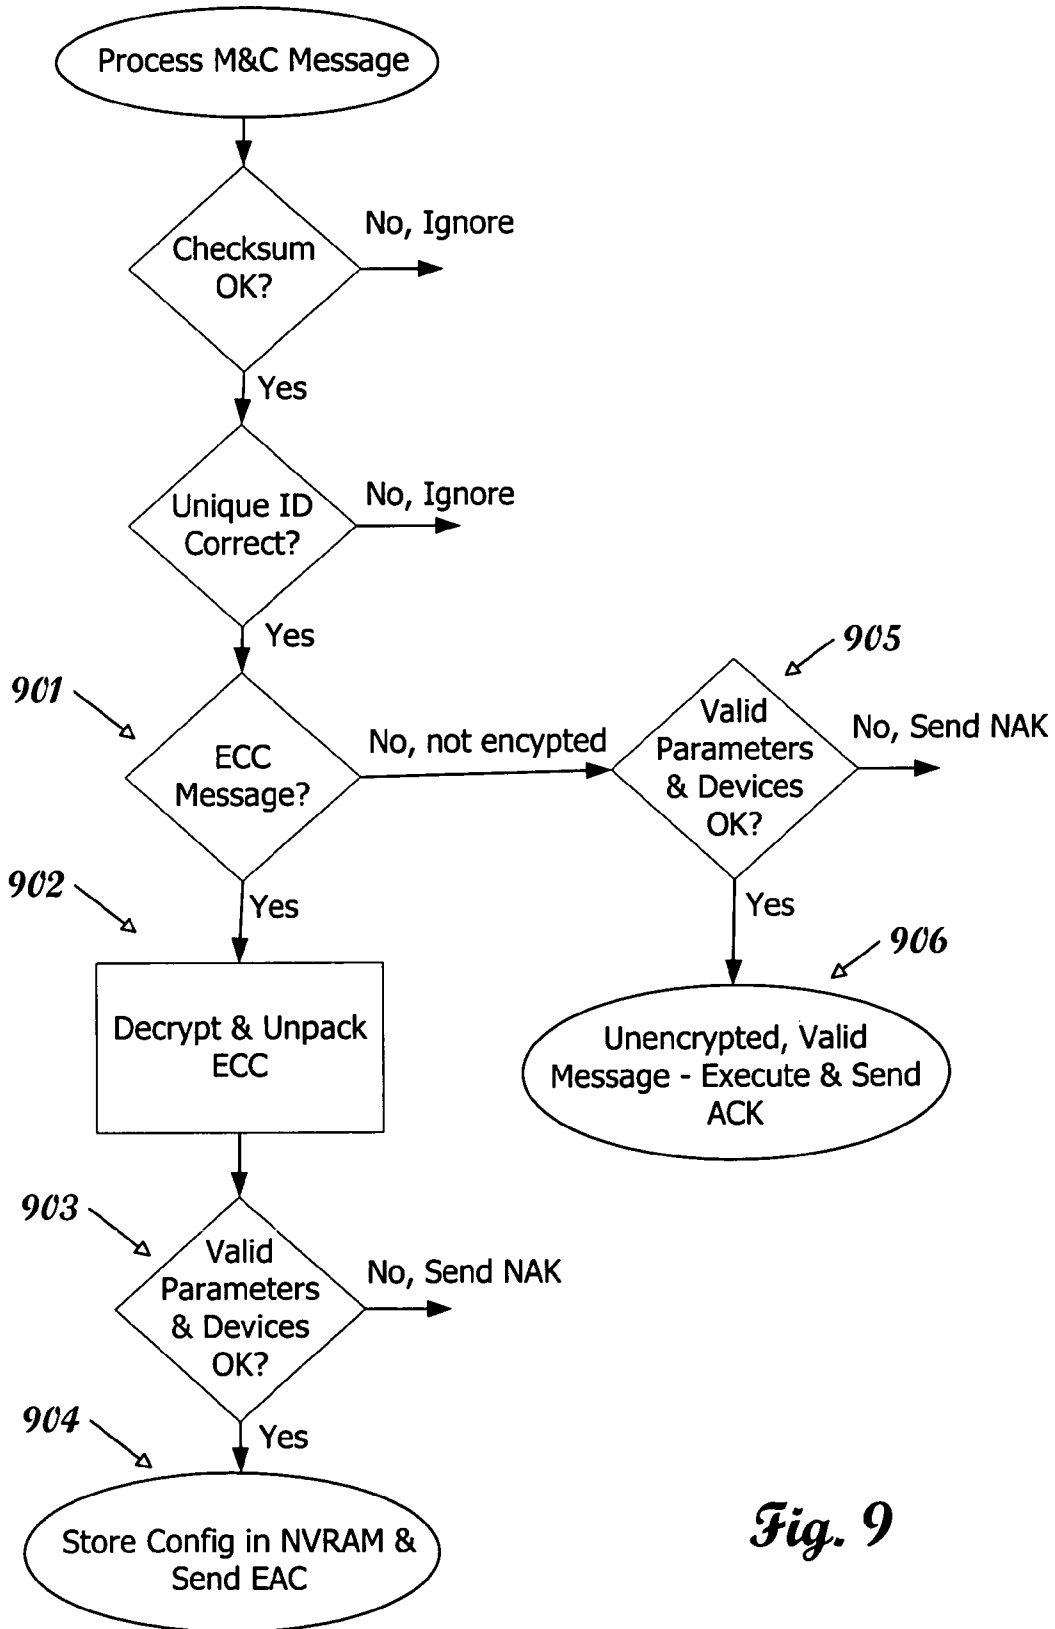 Process M&C Message
No, Ignore
Checksum
OK?
Yes
No, Ignore
Unique ID
Correct?
Yes
905
901
Valid
Parameters
& Devices
OK?
No, Send NAK
No, not encypted
ECC
Message?
902
Yes
Yes
906
Decrypt & Unpack
ECC
Unencrypted, Valid
Message - Execute & Send
ACK
903
Valid
Parameters
& Devices
OK?
No, Send NAK
904
Yes
Store Config in NVRAM &
Send EAC
Fig. 9